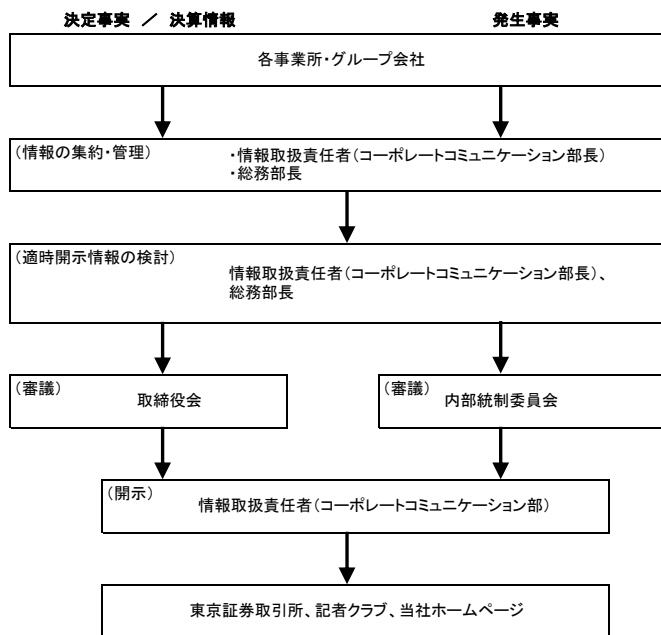 決定事実 ／ 決算情報
発生事実
各事業所・グループ会社
(情報の集約・管理)
・情報取扱責任者(コーポレートコミュニケーション部長)
・総務部長
(適時開示情報の検討)
情報取扱責任者(コーポレートコミュニケーション部長)、
総務部長
(審議)
取締役会
(審議)
内部統制委員会
(開示)
情報取扱責任者(コーポレートコミュニケーション部)
東京証券取引所、記者クラブ、当社ホームページ